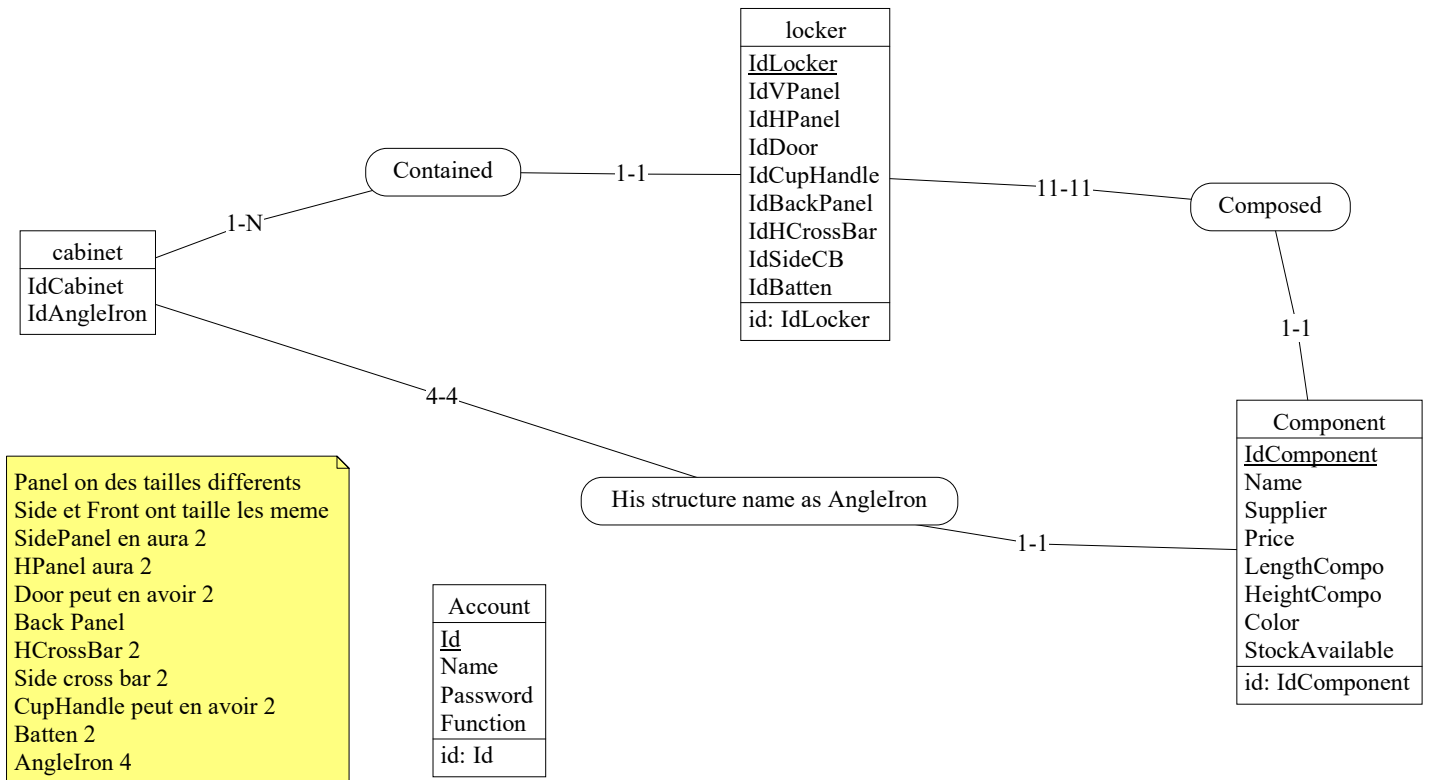 locker
IdLocker
IdVPanel
IdHPanel
IdDoor
IdCupHandle
IdBackPanel
IdHCrossBar
IdSideCB
IdBatten
id: IdLocker
Contained
1-1
11-11
Composed
1-N
cabinet
IdCabinet
IdAngleIron
1-1
4-4
Component
IdComponent
Name
Supplier
Price
LengthCompo
HeightCompo
Color
StockAvailable
id: IdComponent
His structure name as AngleIron
1-1
Panel on des tailles differents
Side et Front ont taille les meme
SidePanel en aura 2
HPanel aura 2
Door peut en avoir 2
Back Panel
HCrossBar 2
Side cross bar 2
CupHandle peut en avoir 2
Batten 2
AngleIron 4
Account
Id
Name
Password
Function
id: Id